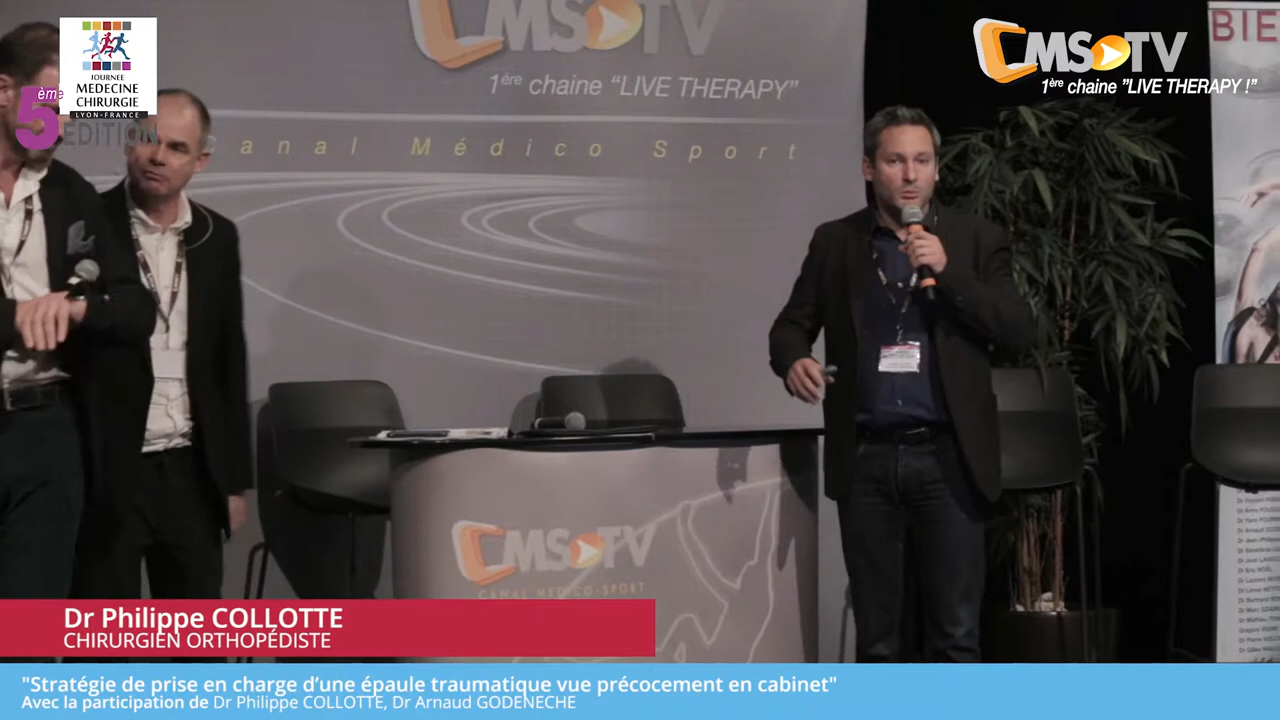 JOURNEE
MEDECINE
CHIRURGIE
LYON-FRANCE
5ème
EDITION
CMSTV
1ère chaine "LIVE THERAPY"
Canal Médico Sport
CMSTV
1ère chaine "LIVE THERAPY !"
BIE
CMSTV
CANAL MEDICO-SPORT
Dr Philippe COLLOTTE
CHIRURGIEN ORTHOPÉDISTE
"Stratégie de prise en charge d'une épaule traumatique vue précocement en cabinet"
Avec la participation de Dr Philippe COLLOTTE, Dr Arnaud GODENECHE